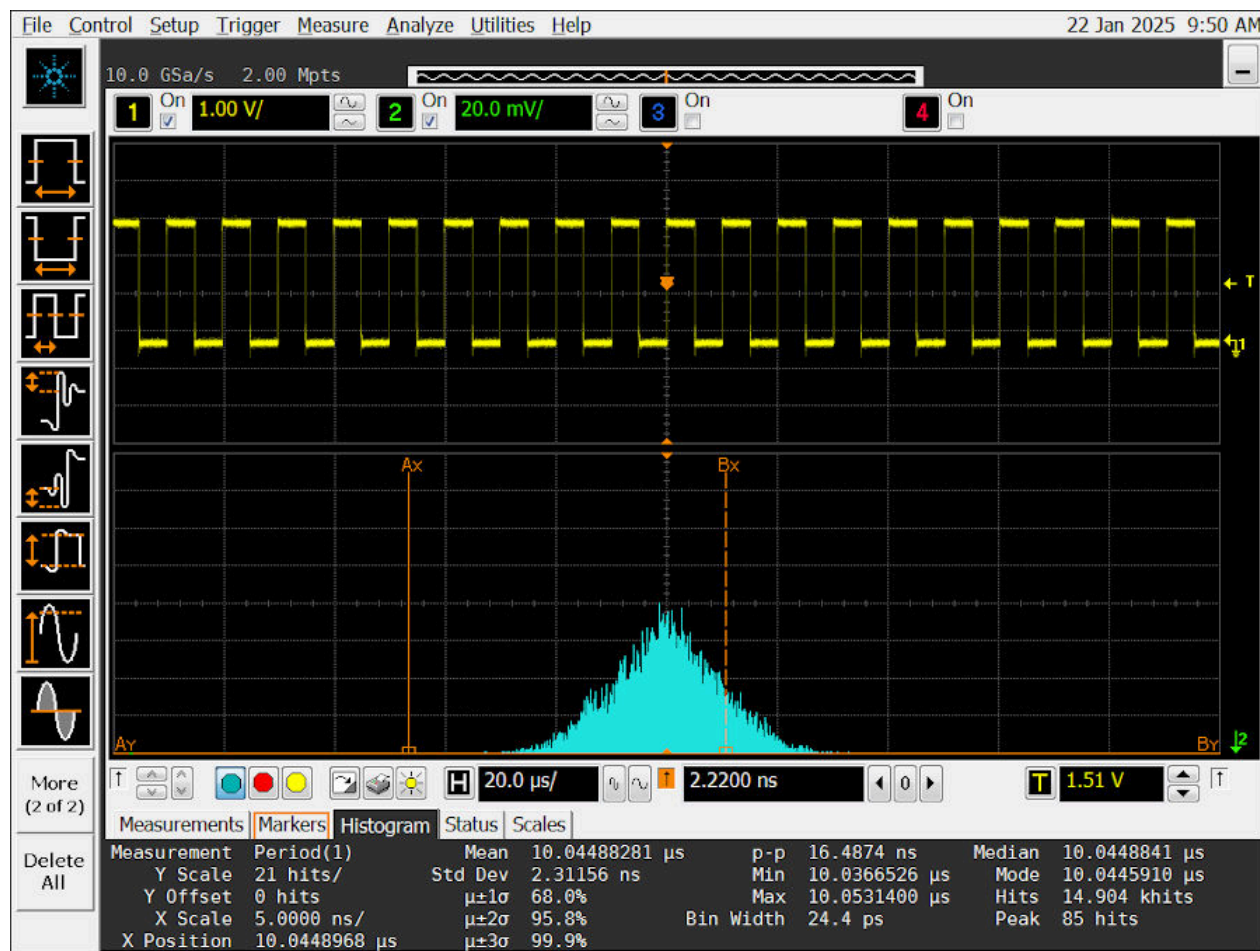 File Control Setup Trigger Measure Analyze Utilities Help 22 Jan 2025 9:50 AM
10.0 GSa/s 2.00 Mpts
1 On 1.00 V/ 2 On 20.0 mV/ 3 On 4 On
T
1
Ax Bx
AY BY 2
More
(2 of 2)
Delete
All
H 20.0 µs/ 2.2200 ns 0 T 1.51 V
Measurements Markers Histogram Status Scales
Measurement Period(1) Mean 10.04488281 µs p-p 16.4874 ns Median 10.0448841 µs
Y Scale 21 hits/ Std Dev 2.31156 ns Min 10.0366526 µs Mode 10.0445910 µs
Y Offset 0 hits µ±1σ 68.0% Max 10.0531400 µs Hits 14.904 khits
X Scale 5.0000 ns/ µ±2σ 95.8% Bin Width 24.4 ps Peak 85 hits
X Position 10.0448968 µs µ±3σ 99.9%